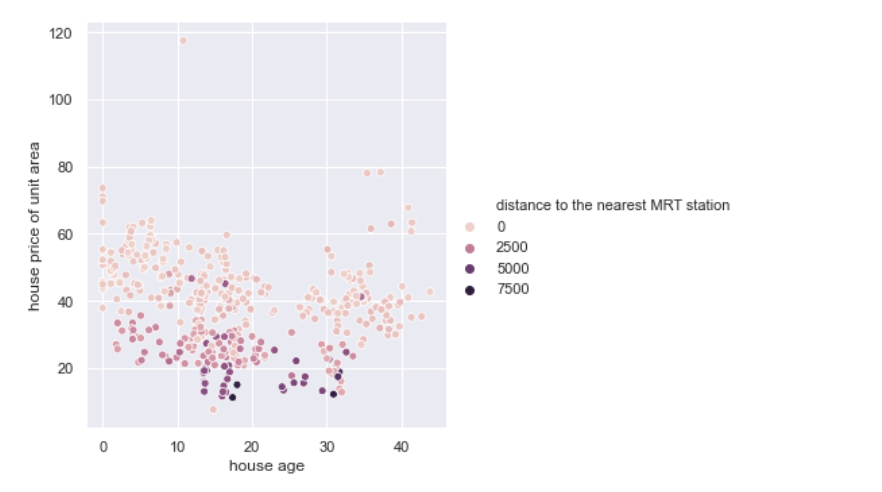 120
100
80
60
40
20
house price of unit area
0 10 20 30 40
house age
distance to the nearest MRT station
0
2500
5000
7500